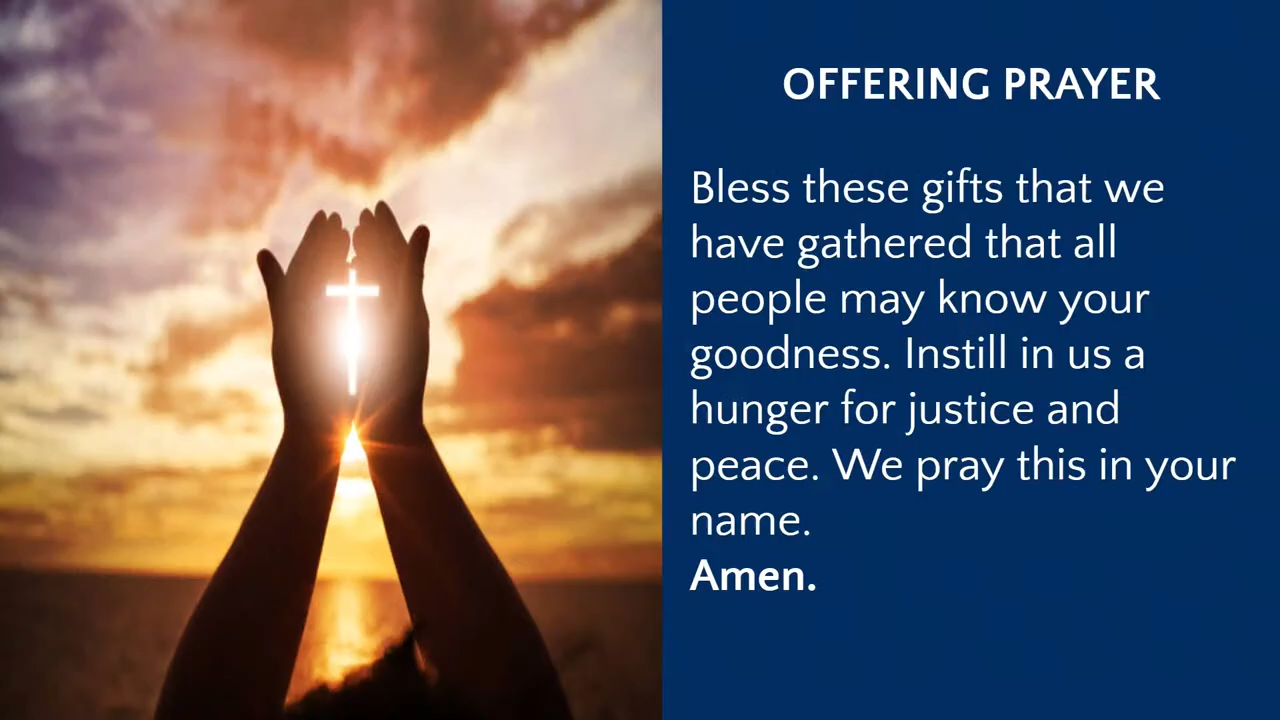 OFFERING PRAYER
Bless these gifts that we
have gathered that all
people may know your
goodness. Instill in us a
hunger for justice and
peace. We pray this in your
name.
Amen.